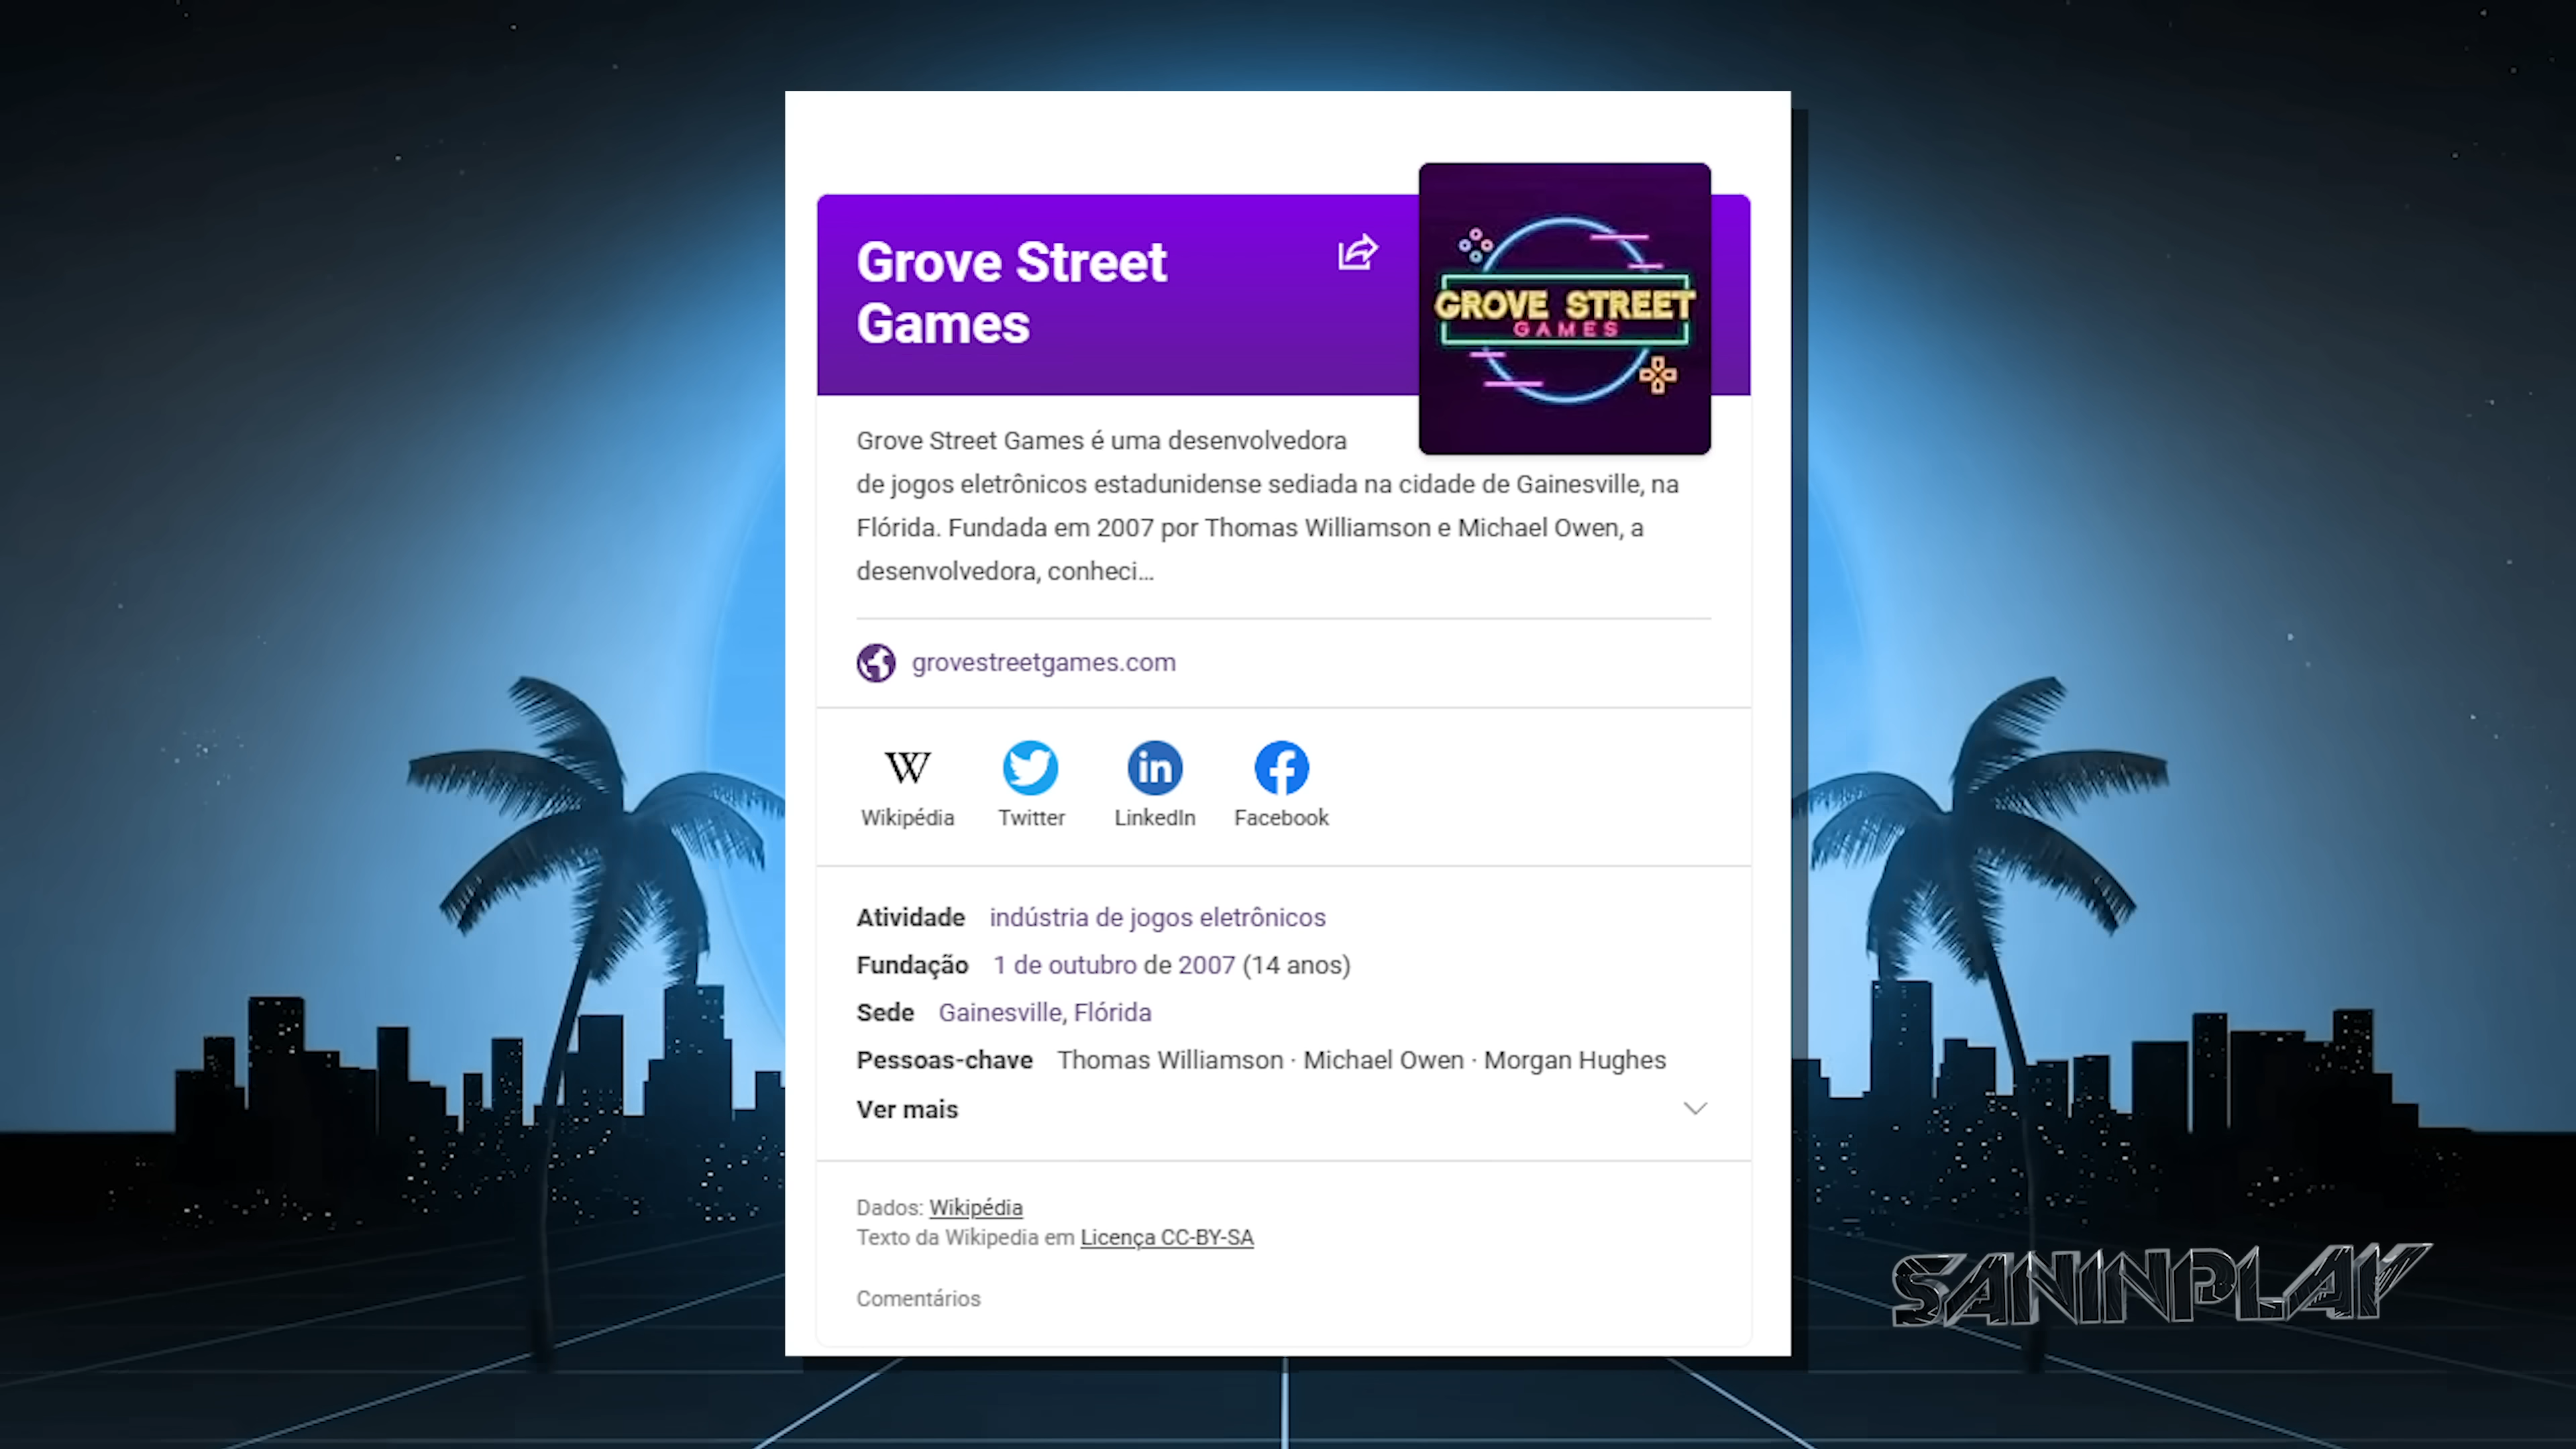 Grove Street
Games
GROVE STREET
GAMES
Grove Street Games é uma desenvolvedora
de jogos eletrônicos estadunidense sediada na cidade de Gainesville, na
Flórida. Fundada em 2007 por Thomas Williamson e Michael Owen, a
desenvolvedora, conheci...
grovestreetgames.com
W
in
f
Wikipédia Twitter LinkedIn Facebook
Atividade indústria de jogos eletrônicos
Fundação 1 de outubro de 2007 (14 anos)
Sede Gainesville, Flórida
Pessoas-chave Thomas Williamson · Michael Owen · Morgan Hughes
Ver mais
Dados: Wikipédia
Texto da Wikipedia em Licença CC-BY-SA
Comentários
SANINPLAY